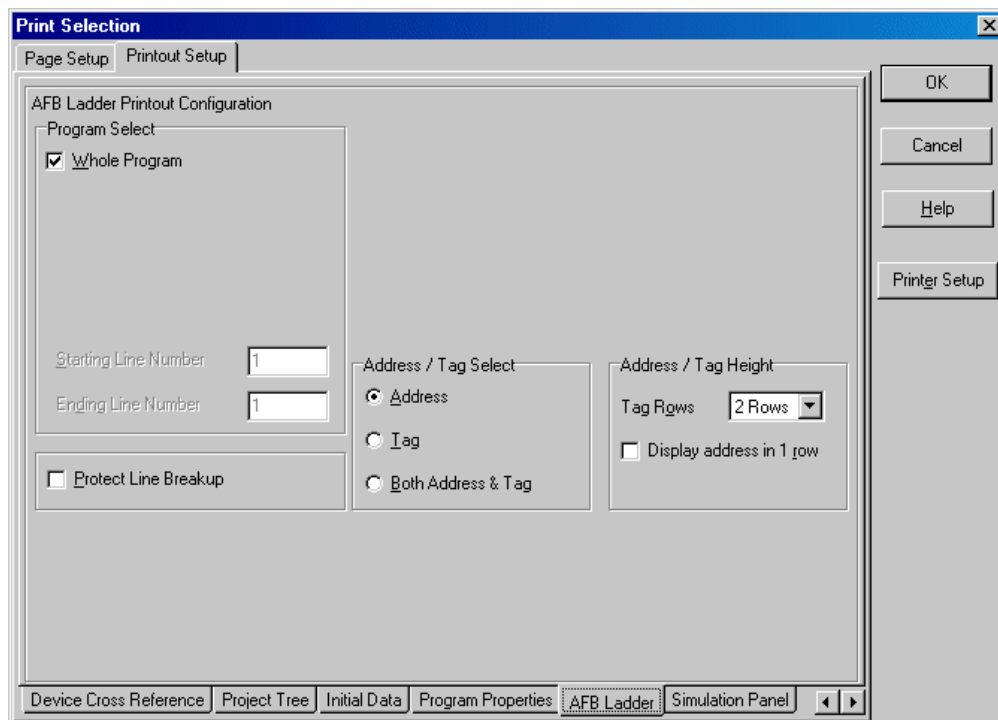 Print Selection
Page Setup
Printout Setup
OK
Cancel
Help
Printer Setup
AFB Ladder Printout Configuration
Program Select
Whole Program
Starting Line Number 1
Ending Line Number 1
Protect Line Breakup
Address / Tag Select
Address
Tag
Both Address & Tag
Address / Tag Height
Tag Rows 2 Rows
Display address in 1 row
Device Cross Reference
Project Tree
Initial Data
Program Properties
AFB Ladder
Simulation Panel